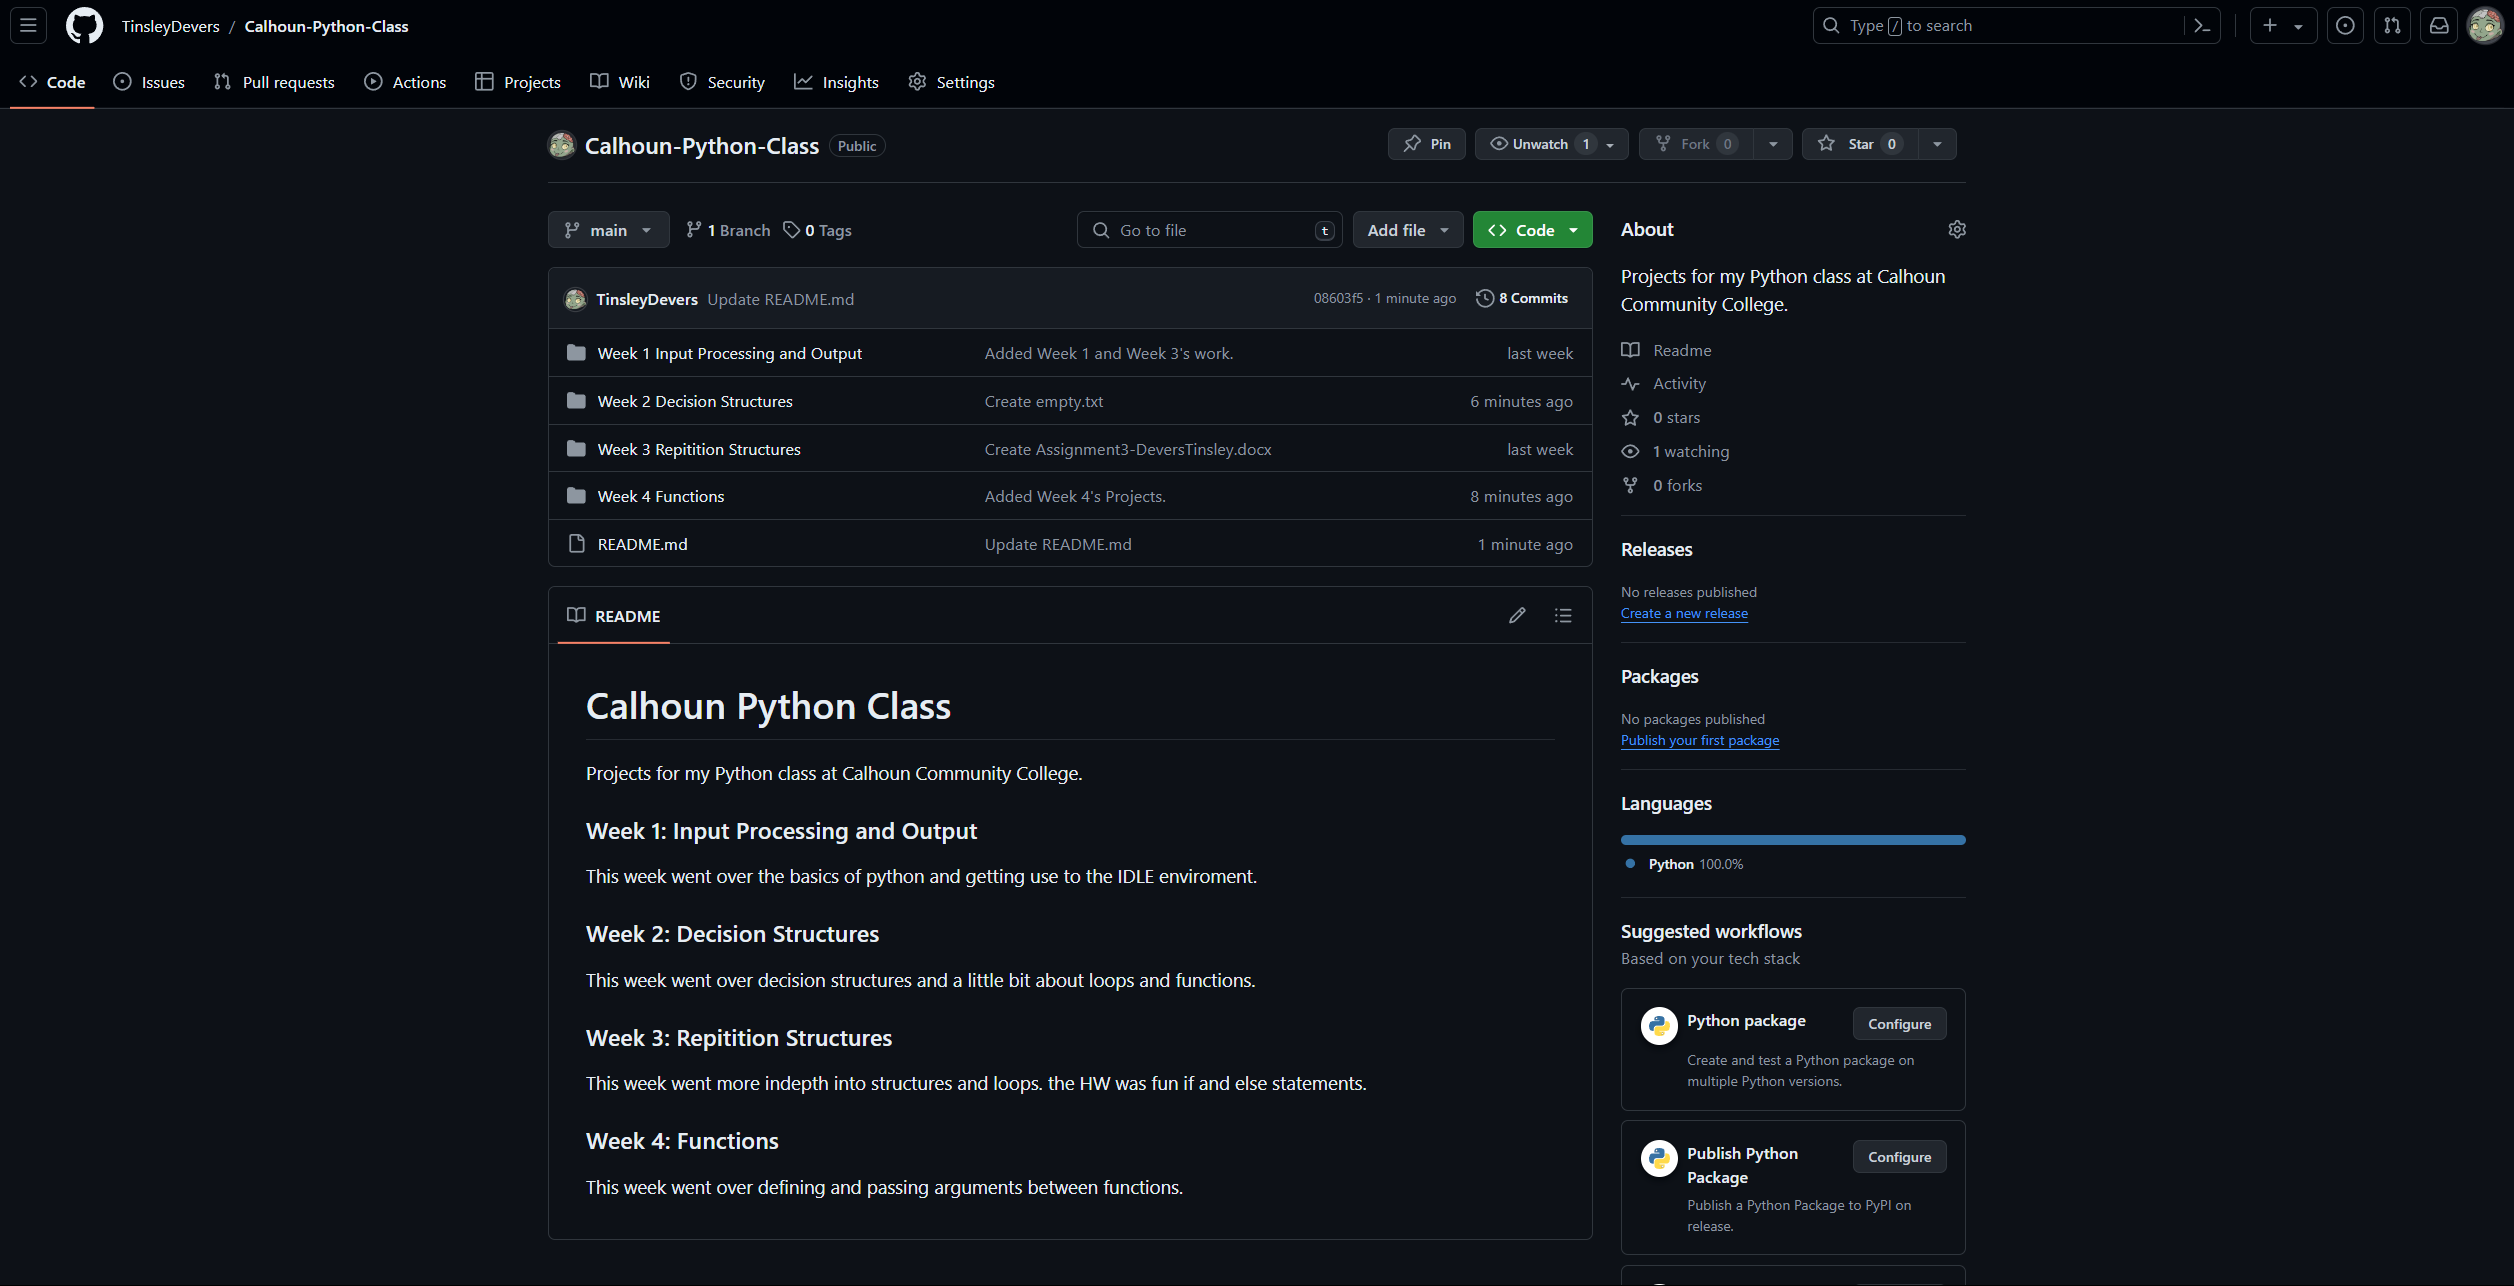 TinsleyDevers / Calhoun-Python-Class
Type / to search
Code Issues Pull requests Actions Projects Wiki Security Insights Settings
Calhoun-Python-Class Public
Pin Unwatch 1 Fork 0 Star 0
main 1 Branch 0 Tags Go to file t Add file Code
TinsleyDevers Update README.md 08603f5 · 1 minute ago 8 Commits
Week 1 Input Processing and Output Added Week 1 and Week 3's work. last week
Week 2 Decision Structures Create empty.txt 6 minutes ago
Week 3 Repitition Structures Create Assignment3-DeversTinsley.docx last week
Week 4 Functions Added Week 4's Projects. 8 minutes ago
README.md Update README.md 1 minute ago
README
Calhoun Python Class
Projects for my Python class at Calhoun Community College.
Week 1: Input Processing and Output
This week went over the basics of python and getting use to the IDLE enviroment.
Week 2: Decision Structures
This week went over decision structures and a little bit about loops and functions.
Week 3: Repitition Structures
This week went more indepth into structures and loops. the HW was fun if and else statements.
Week 4: Functions
This week went over defining and passing arguments between functions.
About
Projects for my Python class at Calhoun
Community College.
Readme
Activity
0 stars
1 watching
0 forks
Releases
No releases published
Create a new release
Packages
No packages published
Publish your first package
Languages
Python 100.0%
Suggested workflows
Based on your tech stack
Python package Configure
Create and test a Python package on
multiple Python versions.
Publish Python
Package
Configure
Publish a Python Package to PyPI on
release.